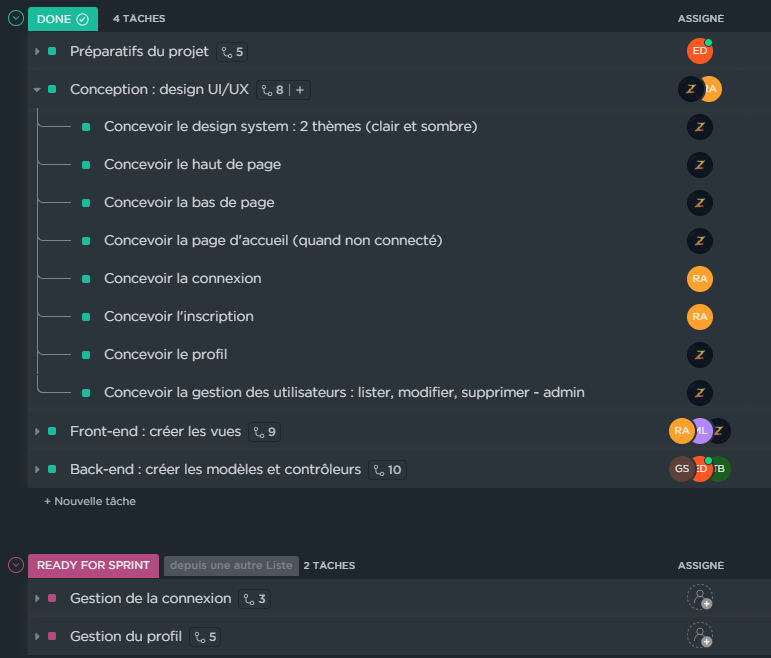 DONE 4 TÂCHES ASSIGNÉ
Préparatifs du projet 5 ED
Conception : design UI/UX 8 | + Z RA
Concevoir le design system : 2 thèmes (clair et sombre) Z
Concevoir le haut de page Z
Concevoir la bas de page Z
Concevoir la page d'accueil (quand non connecté) Z
Concevoir la connexion RA
Concevoir l'inscription RA
Concevoir le profil Z
Concevoir la gestion des utilisateurs : lister, modifier, supprimer - admin Z
Front-end : créer les vues 9 RA ML Z
Back-end : créer les modèles et contrôleurs 10 GS ED TB
+ Nouvelle tâche
READY FOR SPRINT depuis une autre Liste 2 TÂCHES ASSIGNÉ
Gestion de la connexion 3
Gestion du profil 5